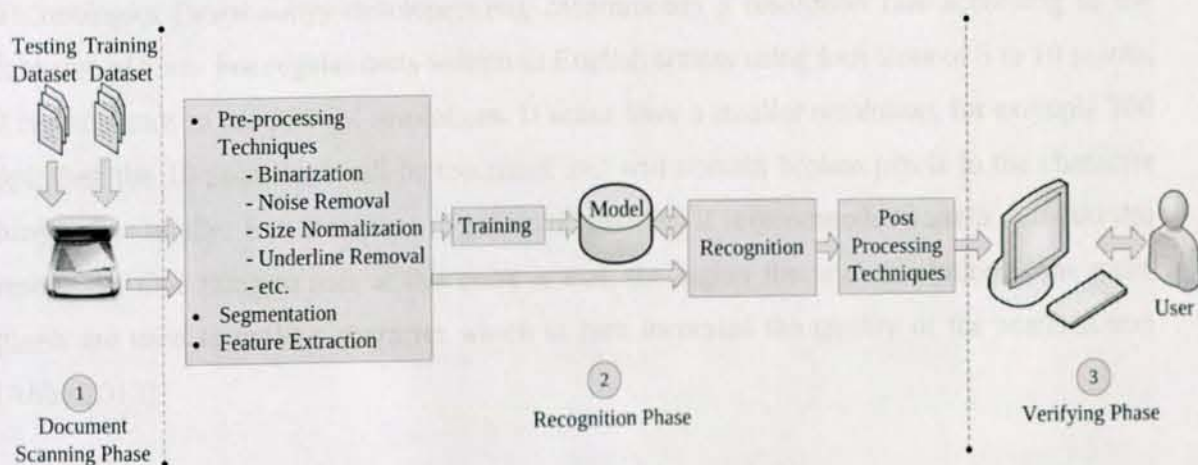 Testing Training
Dataset Dataset
• Pre-processing
Techniques
- Binarization
- Noise Removal
- Size Normalization
- Underline Removal
- etc.
• Segmentation
• Feature Extraction
Training
Model
Recognition
Post
Processing
Techniques
User
1
Document
Scanning Phase
2
Recognition Phase
3
Verifying Phase